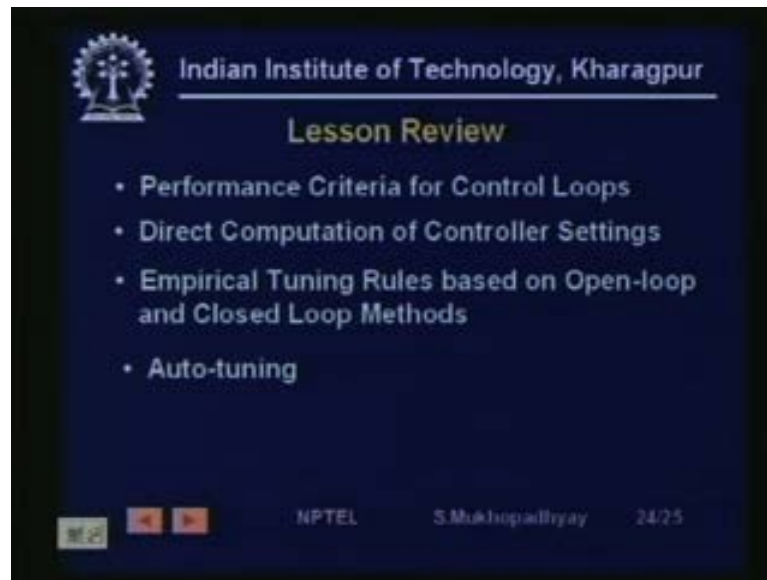 Indian Institute of Technology, Kharagpur
Lesson Review
• Performance Criteria for Control Loops
• Direct Computation of Controller Settings
• Empirical Tuning Rules based on Open-loop
and Closed Loop Methods
• Auto-tuning
NPTEL S.Mukhopadhyay 24/25